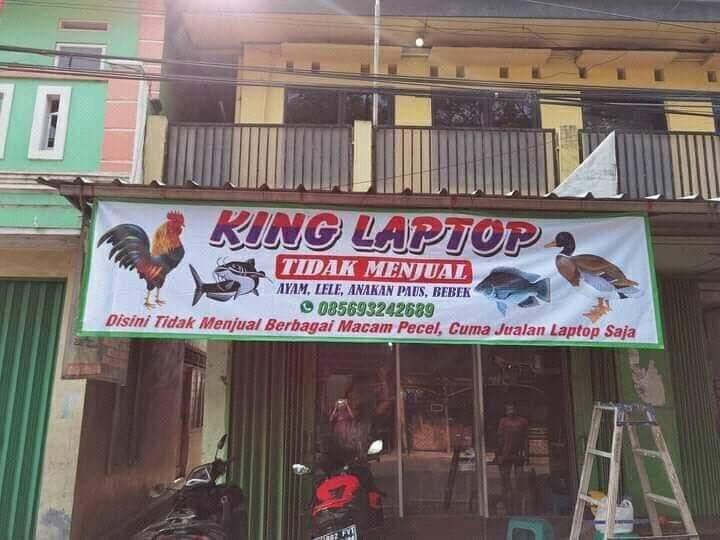 KING LAPTOP
TIDAK MENJUAL
AYAM, LELE, ANAKAN PAUS, BEBEK
085693242689
Disini Tidak Menjual Berbagai Macam Pecel, Cuma Jualan Laptop Saja